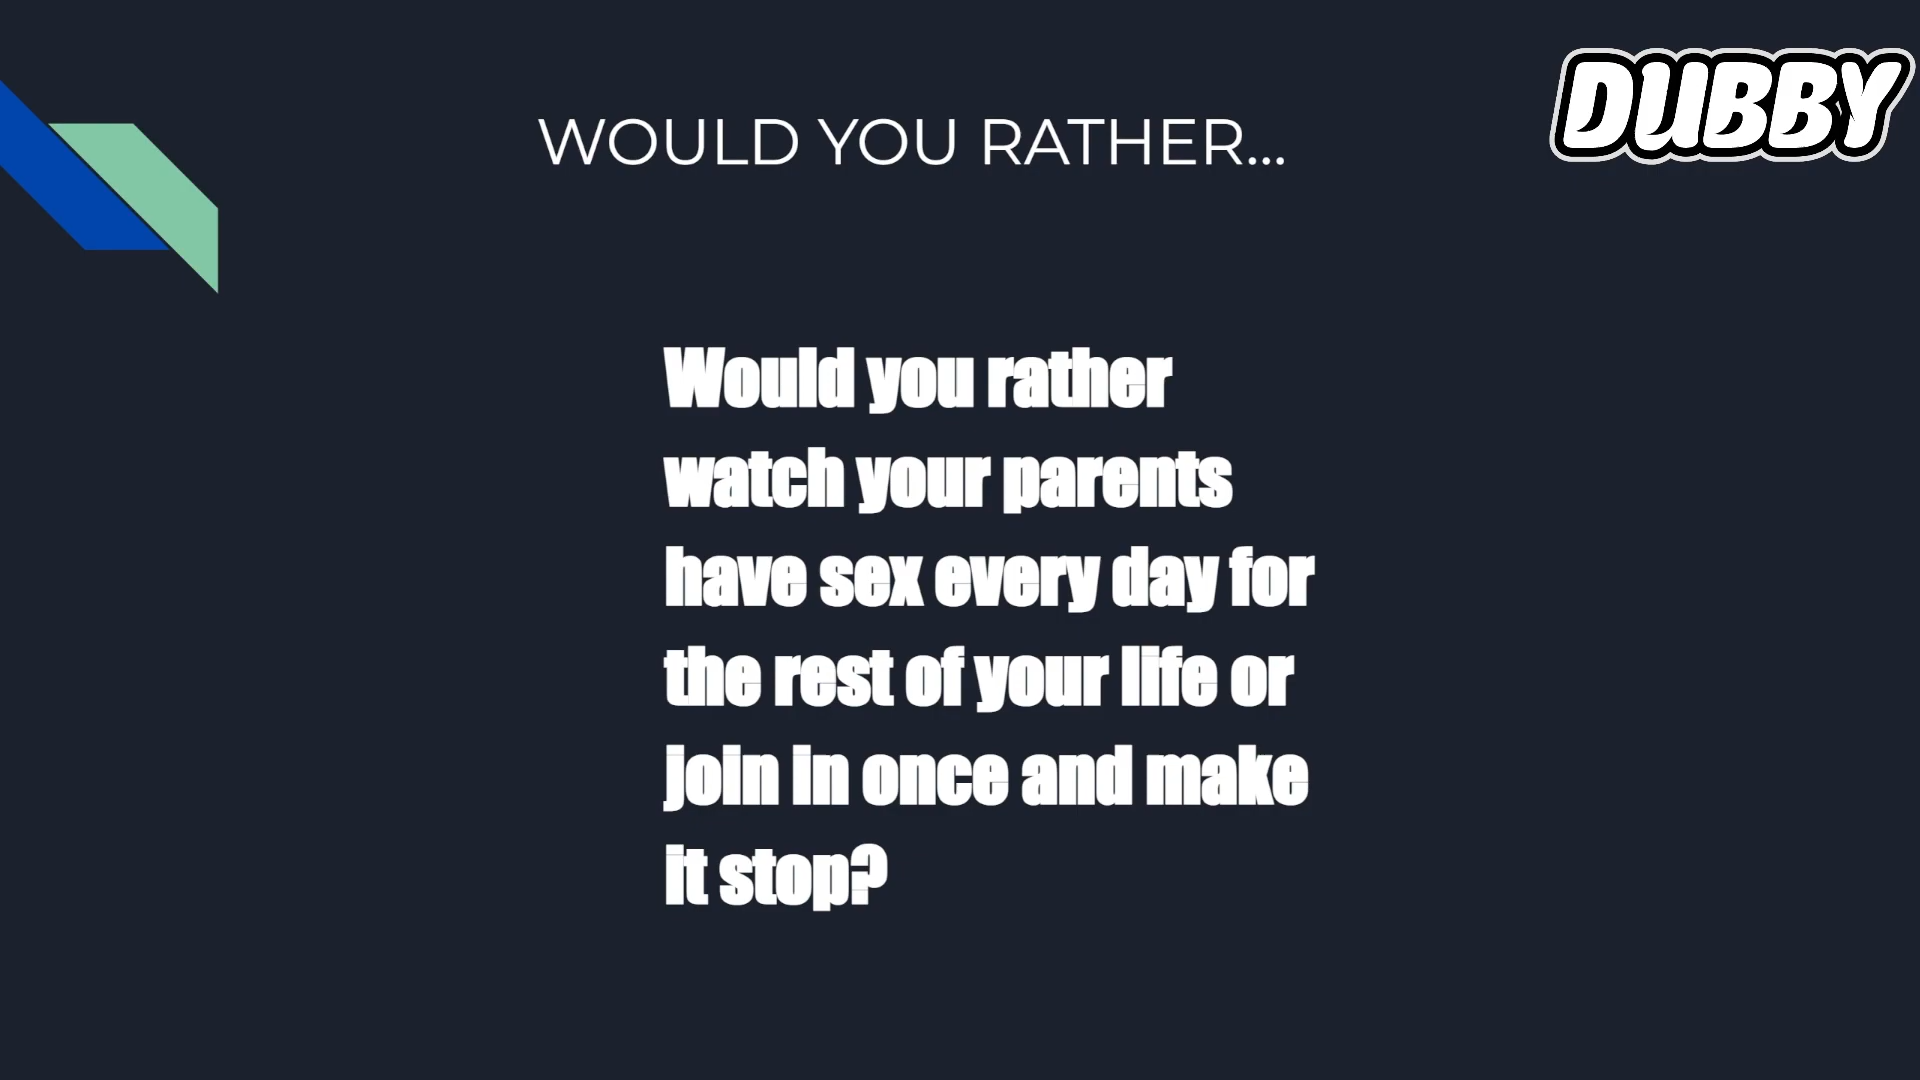 WOULD YOU RATHER...
DUBBY
Would you rather
watch your parents
have sex every day for
the rest of your life or
join in once and make
it stop?